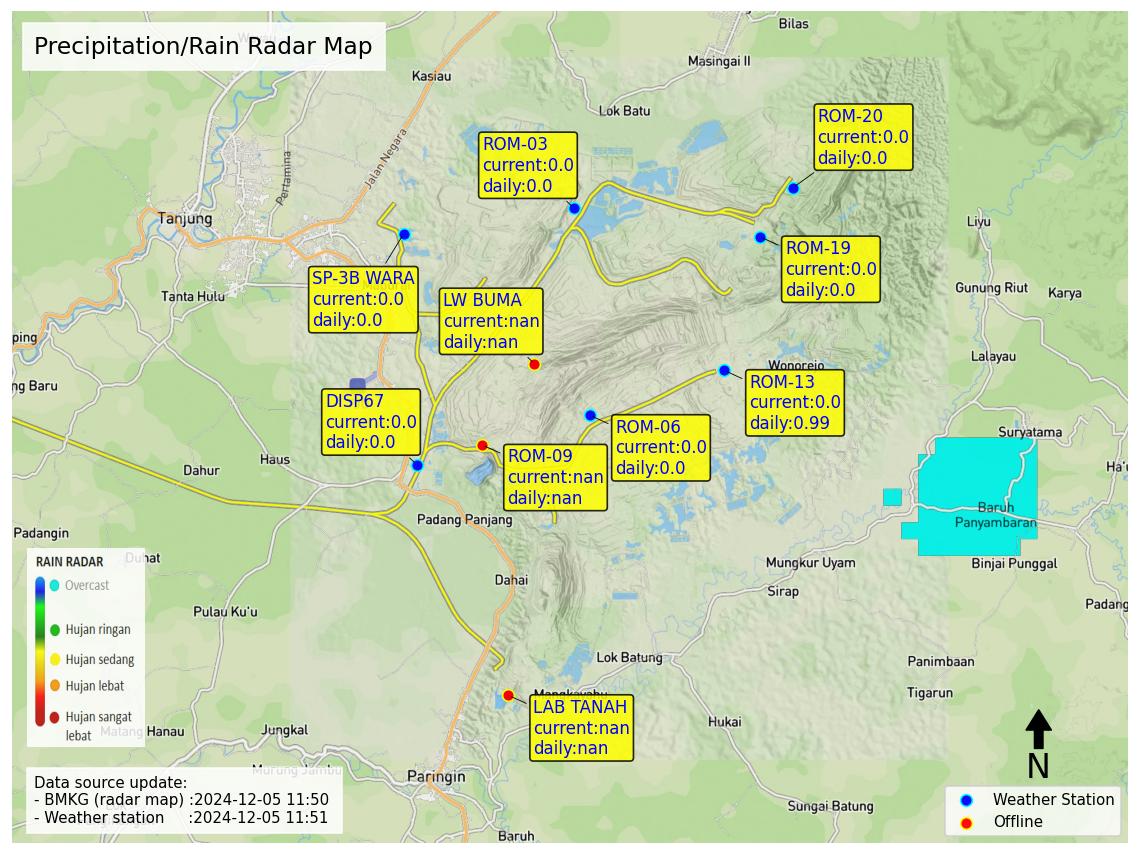 Precipitation/Rain Radar Map
Bilas
Masingai II
Kasiau
Lok Batu
Jalan Negara
Pertamina
Tanjung
Tanta Hulu
ROM-03
current:0.0
daily:0.0
ROM-20
current:0.0
daily:0.0
ROM-19
current:0.0
daily:0.0
SP-3B WARA
current:0.0
daily:0.0
LW BUMA
current:nan
daily:nan
Liyu
Gunung Riut
Karya
Lalayau
ping
ng Baru
Wonorejo
ROM-13
current:0.0
daily:0.99
DISP67
current:0.0
daily:0.0
ROM-06
current:0.0
daily:0.0
ROM-09
current:nan
daily:nan
Suryatama
Ha'u
Haus
Dahur
Padang Panjang
Padangin
Baruh
Panyambaran
Binjai Punggal
Mungkur Uyam
Sirap
Padang
Duhat
Dahai
Pulau Ku'u
RAIN RADAR
Overcast
Hujan ringan
Hujan sedang
Hujan lebat
Hujan sangat
lebat
Lok Batung
Panimbaan
Tigarun
Mangkayahu
LAB TANAH
current:nan
daily:nan
Hukai
Matang Hanau
Jungkal
Murung Jambu
Paringin
Sungai Batung
Baruh
Data source update:
- BMKG (radar map) :2024-12-05 11:50
- Weather station :2024-12-05 11:51
N
Weather Station
Offline